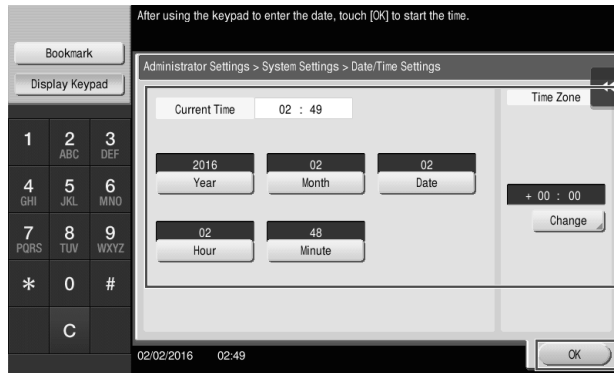 After using the keypad to enter the date, touch [OK] to start the time.
Bookmark
Display Keypad
Administrator Settings > System Settings > Date/Time Settings
Current Time 02 : 49
Time Zone
2016 02 02
Year Month Date
+ 00 : 00
Change
02 48
Hour Minute
1 2 3
ABC DEF
4 5 6
GHI JKL MNO
7 8 9
PQRS TUV WXYZ
* 0 #
C
02/02/2016 02:49
OK